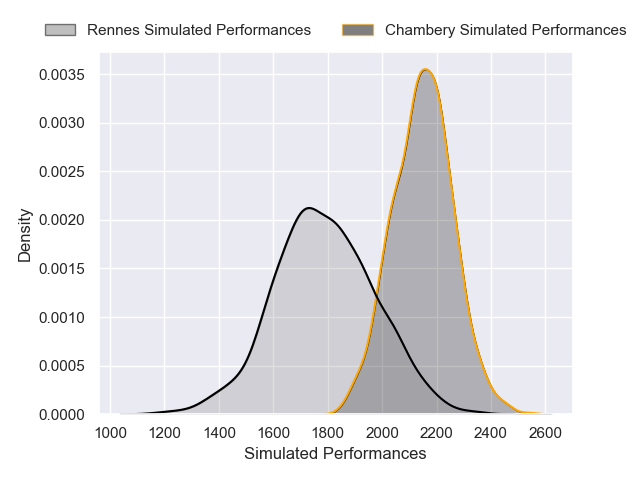 Rennes Simulated Performances Chambery Simulated Performances
0.0035
0.0030
0.0025
0.0020
0.0015
0.0010
0.0005
0.0000
Density
1000 1200 1400 1600 1800 2000 2200 2400 2600
Simulated Performances